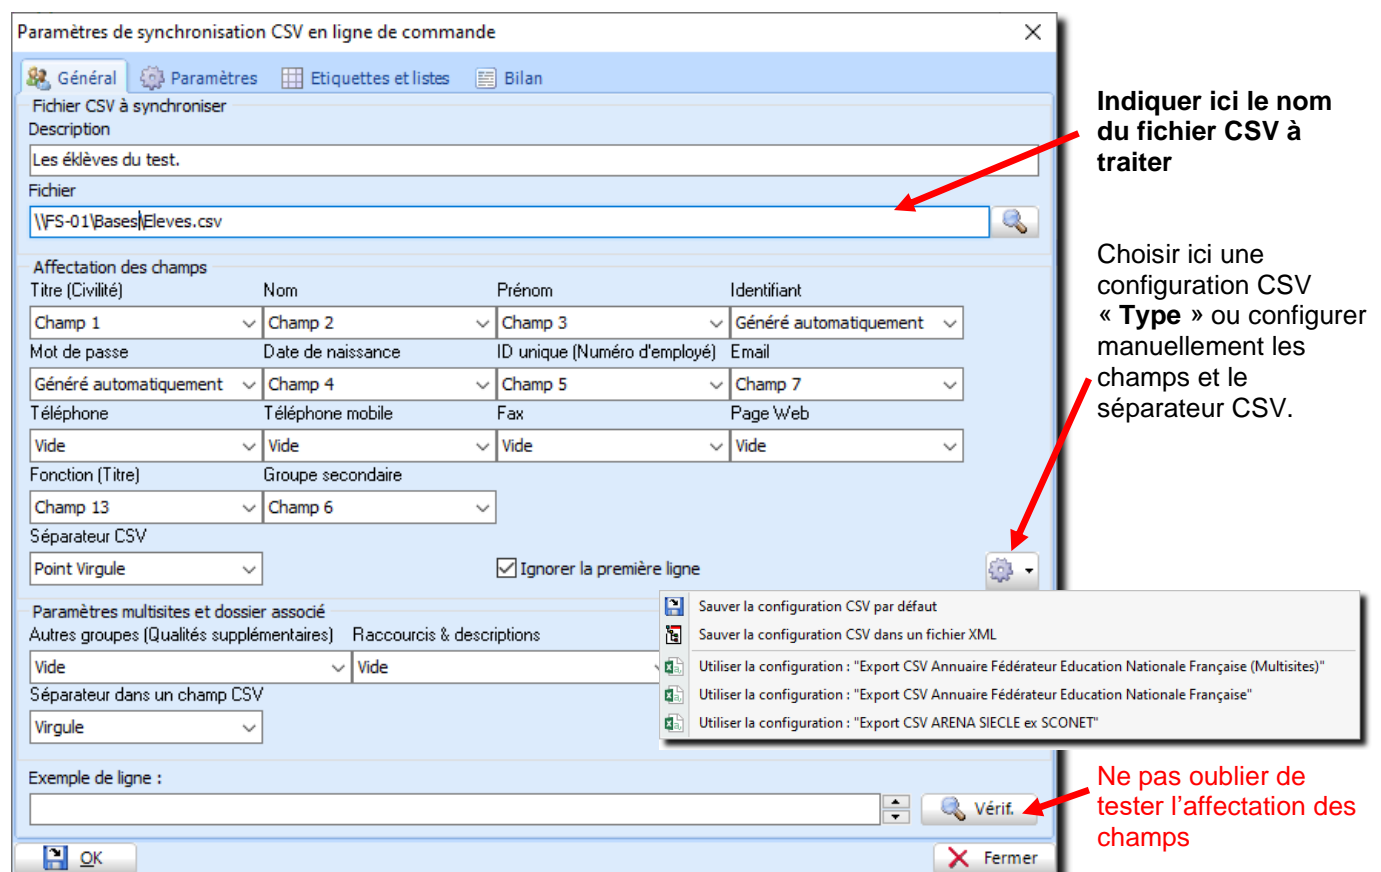 Paramètres de synchronisation CSV en ligne de commande
Général Paramètres Etiquettes et listes Bilan
Fichier CSV à synchroniser
Description
Les éklèves du test.
Fichier
\\FS-01\Bases\Eleves.csv
Indiquer ici le nom
du fichier CSV à
traiter
Affectation des champs
Titre (Civilité) Nom Prénom Identifiant
Champ 1 Champ 2 Champ 3 Généré automatiquement
Mot de passe Date de naissance ID unique (Numéro d'employé) Email
Généré automatiquement Champ 4 Champ 5 Champ 7
Téléphone Téléphone mobile Fax Page Web
Vide Vide Vide Vide
Fonction (Titre) Groupe secondaire
Champ 13 Champ 6
Séparateur CSV
Point Virgule Ignorer la première ligne
Choisir ici une
configuration CSV
« Type » ou configurer
manuellement les
champs et le
séparateur CSV.
Paramètres multisites et dossier associé
Autres groupes (Qualités supplémentaires) Raccourcis & descriptions
Vide Vide
Séparateur dans un champ CSV
Virgule
Sauver la configuration CSV par défaut
Sauver la configuration CSV dans un fichier XML
Utiliser la configuration : "Export CSV Annuaire Fédérateur Education Nationale Française (Multisites)"
Utiliser la configuration : "Export CSV Annuaire Fédérateur Education Nationale Française"
Utiliser la configuration : "Export CSV ARENA SIECLE ex SCONET"
Exemple de ligne :
Vérif.
Ne pas oublier de
tester l’affectation des
champs
OK Fermer